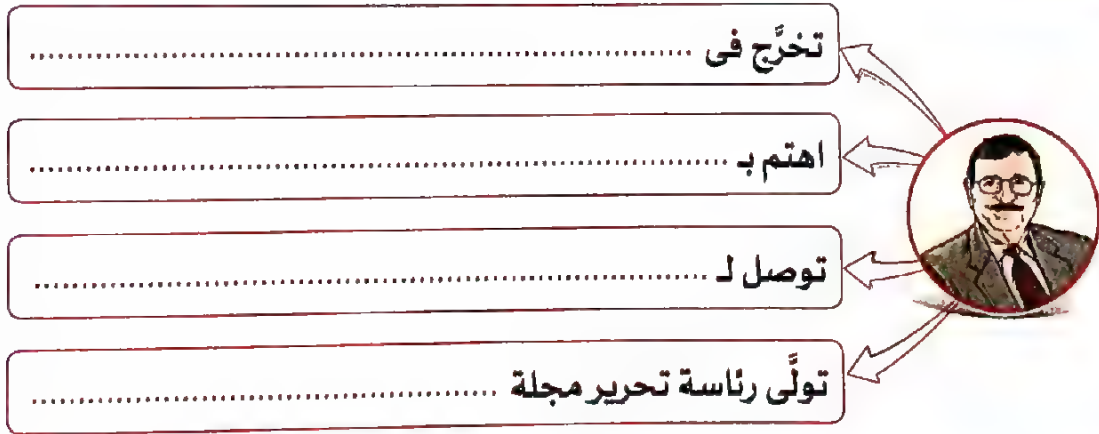 تخرَّج فى ........................................................
اهتم بـ ........................................................
توصل لـ ........................................................
تولَّى رئاسة تحرير مجلة ........................................